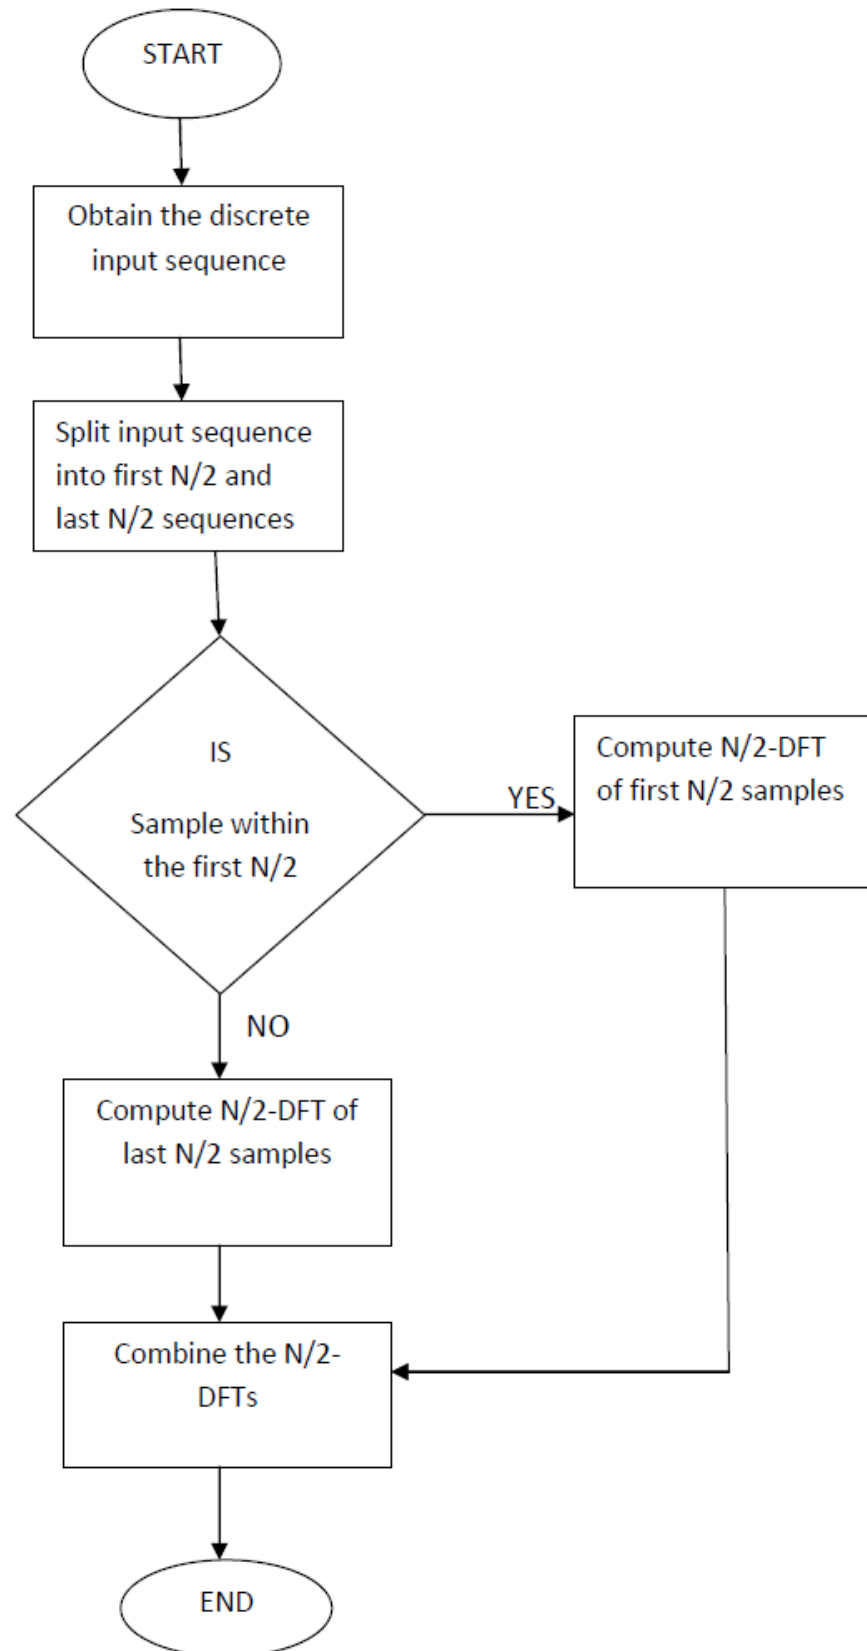 START
Obtain the discrete
input sequence
Split input sequence
into first N/2 and
last N/2 sequences
IS
Sample within
the first N/2
YES
Compute N/2-DFT
of first N/2 samples
NO
Compute N/2-DFT of
last N/2 samples
Combine the N/2-
DFTs
END